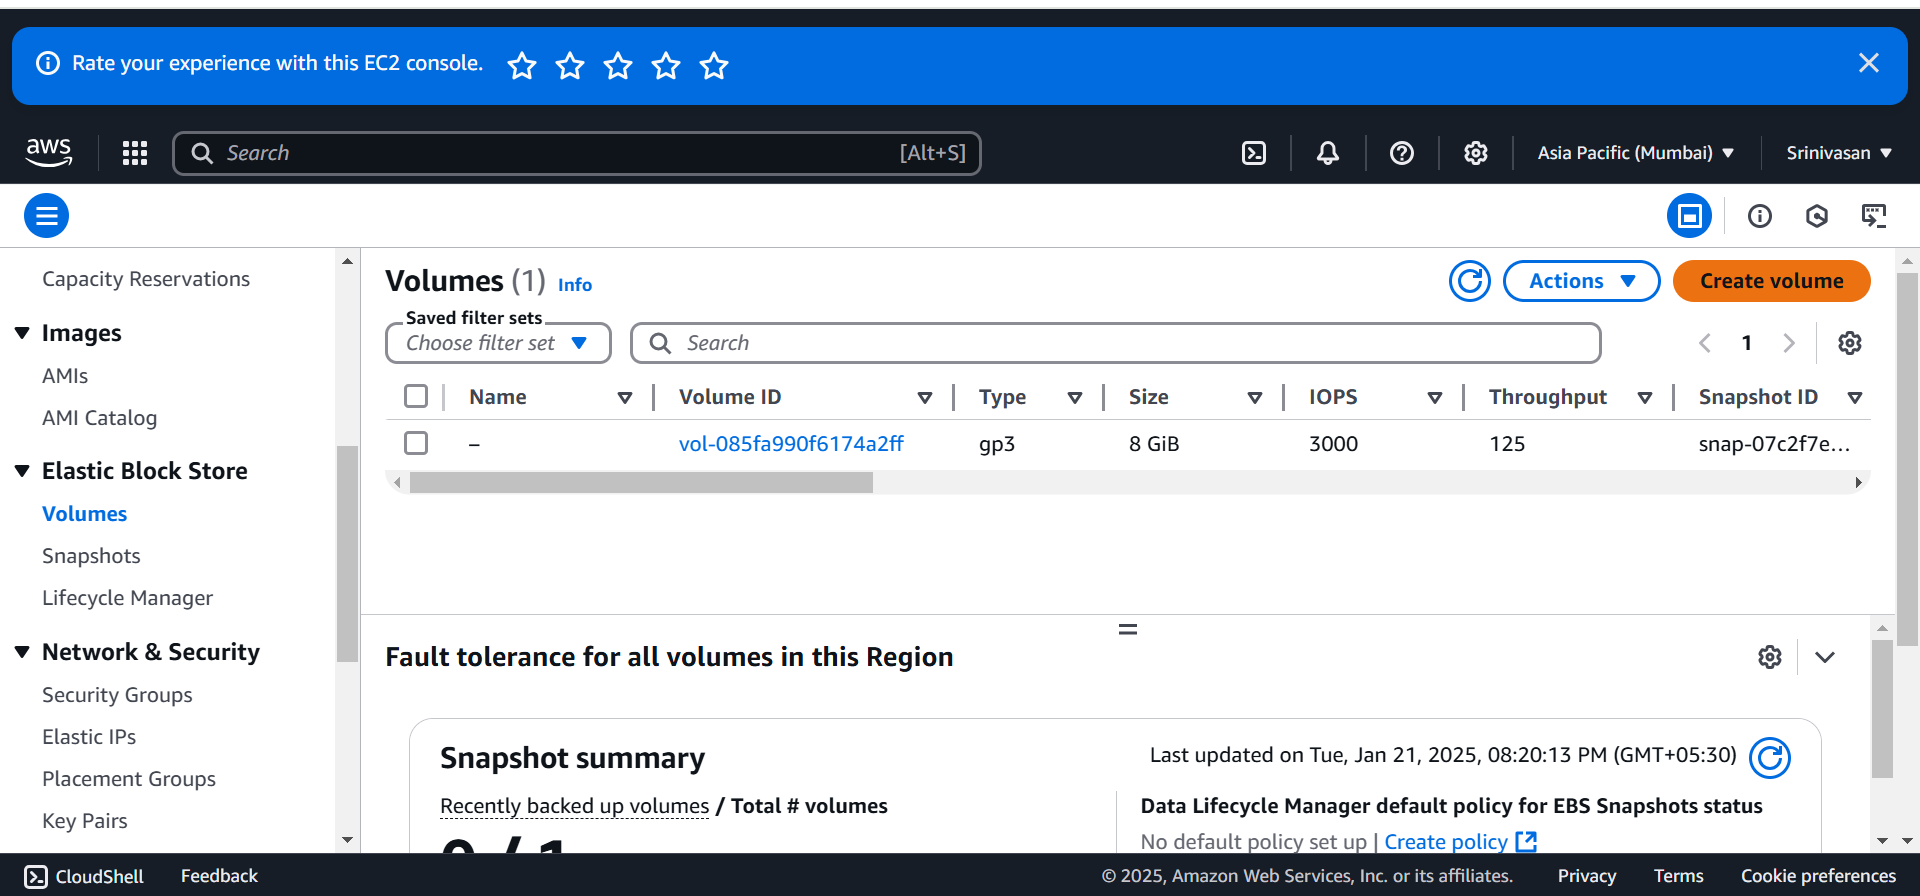 Rate your experience with this EC2 console.
aws
Search [Alt+S]
Asia Pacific (Mumbai)
Srinivasan
Capacity Reservations
Images
AMIs
AMI Catalog
Elastic Block Store
Volumes
Snapshots
Lifecycle Manager
Network & Security
Security Groups
Elastic IPs
Placement Groups
Key Pairs
Volumes (1) Info
Actions
Create volume
Saved filter sets
Choose filter set
Search
1
Name Volume ID Type Size IOPS Throughput Snapshot ID
– vol-085fa990f6174a2ff gp3 8 GiB 3000 125 snap-07c2f7e...
Fault tolerance for all volumes in this Region
Snapshot summary
Last updated on Tue, Jan 21, 2025, 08:20:13 PM (GMT+05:30)
Recently backed up volumes / Total # volumes
0 / 1
Data Lifecycle Manager default policy for EBS Snapshots status
No default policy set up | Create policy
CloudShell Feedback © 2025, Amazon Web Services, Inc. or its affiliates. Privacy Terms Cookie preferences